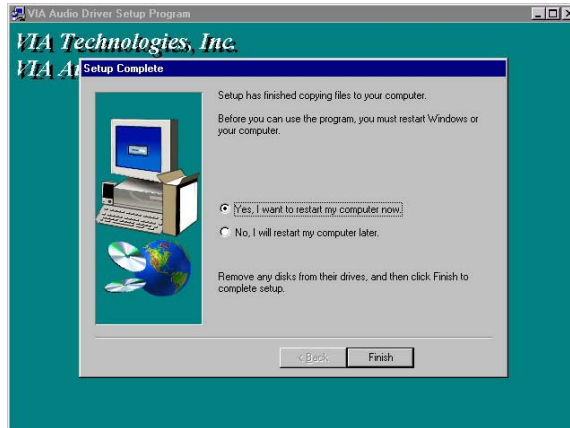 VIA Audio Driver Setup Program
VIA Technologies, Inc.
VIA
Setup Complete
Setup has finished copying files to your computer.
Before you can use the program, you must restart Windows or
your computer.
Yes, I want to restart my computer now.
No, I will restart my computer later.
Remove any disks from their drives, and then click Finish to
complete setup.
< Back
Finish